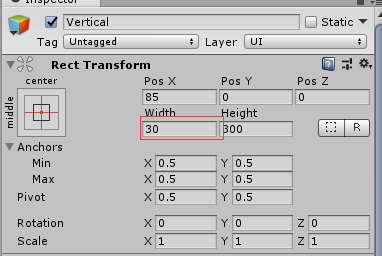 Inspector
Vertical Static
Tag Untagged Layer UI
Rect Transform
center Pos X Pos Y Pos Z
middle 85 0 0
Width Height
30 300 R
Anchors
Min X 0.5 Y 0.5
Max X 0.5 Y 0.5
Pivot X 0.5 Y 0.5
Rotation X 0 Y 0 Z 0
Scale X 1 Y 1 Z 1